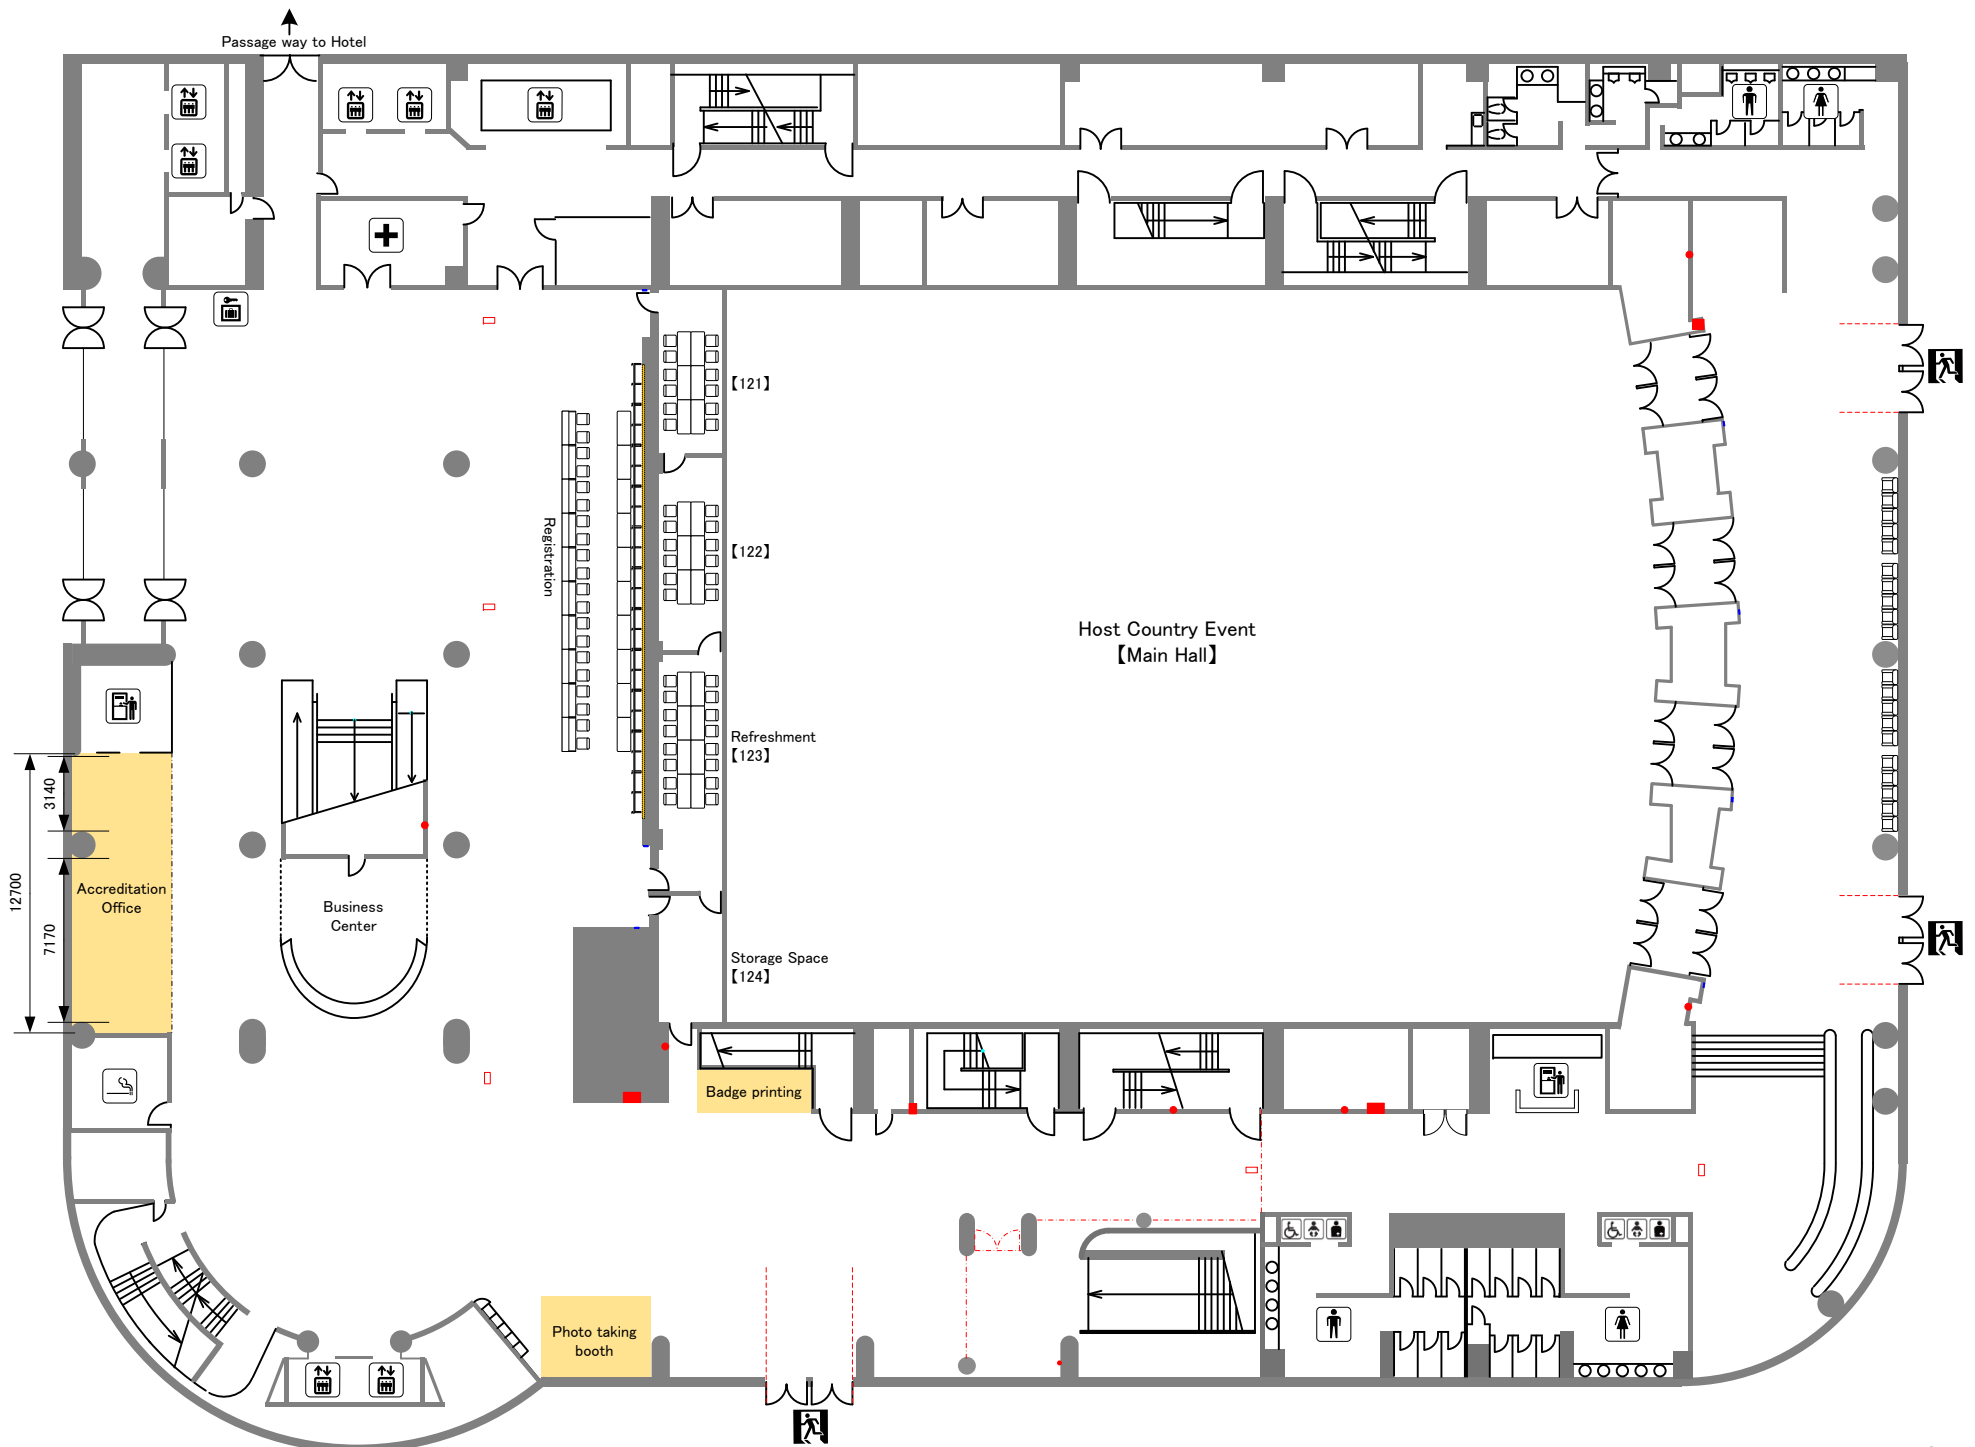 Passage way to Hotel
【121】
Registration
【122】
Host Country Event
【Main Hall】
Refreshment
【123】
3140
12700
7170
Accreditation
Office
Business
Center
Storage Space
【124】
Badge printing
Photo taking
booth